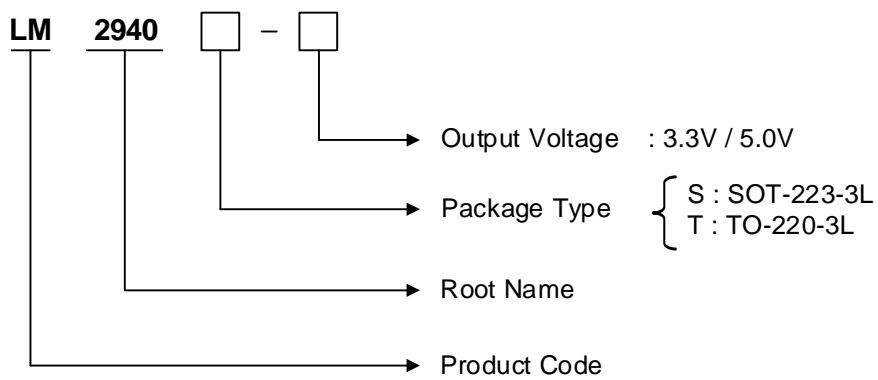 LM 2940 –
Output Voltage : 3.3V / 5.0V
Package Type
S : SOT-223-3L
T : TO-220-3L
Root Name
Product Code